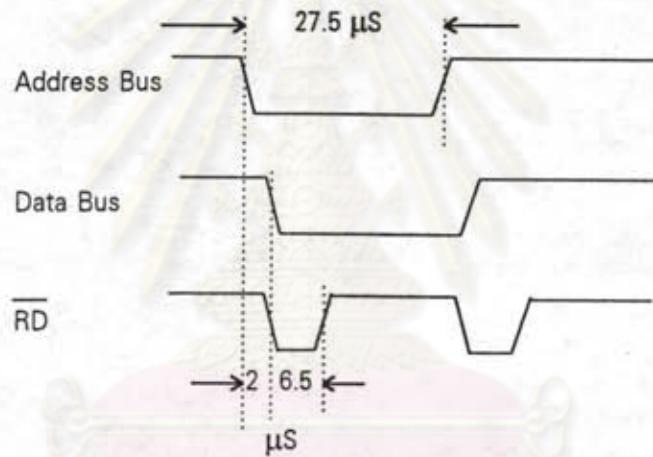 27.5 μS
Address Bus
Data Bus
RD
2 6.5
μS